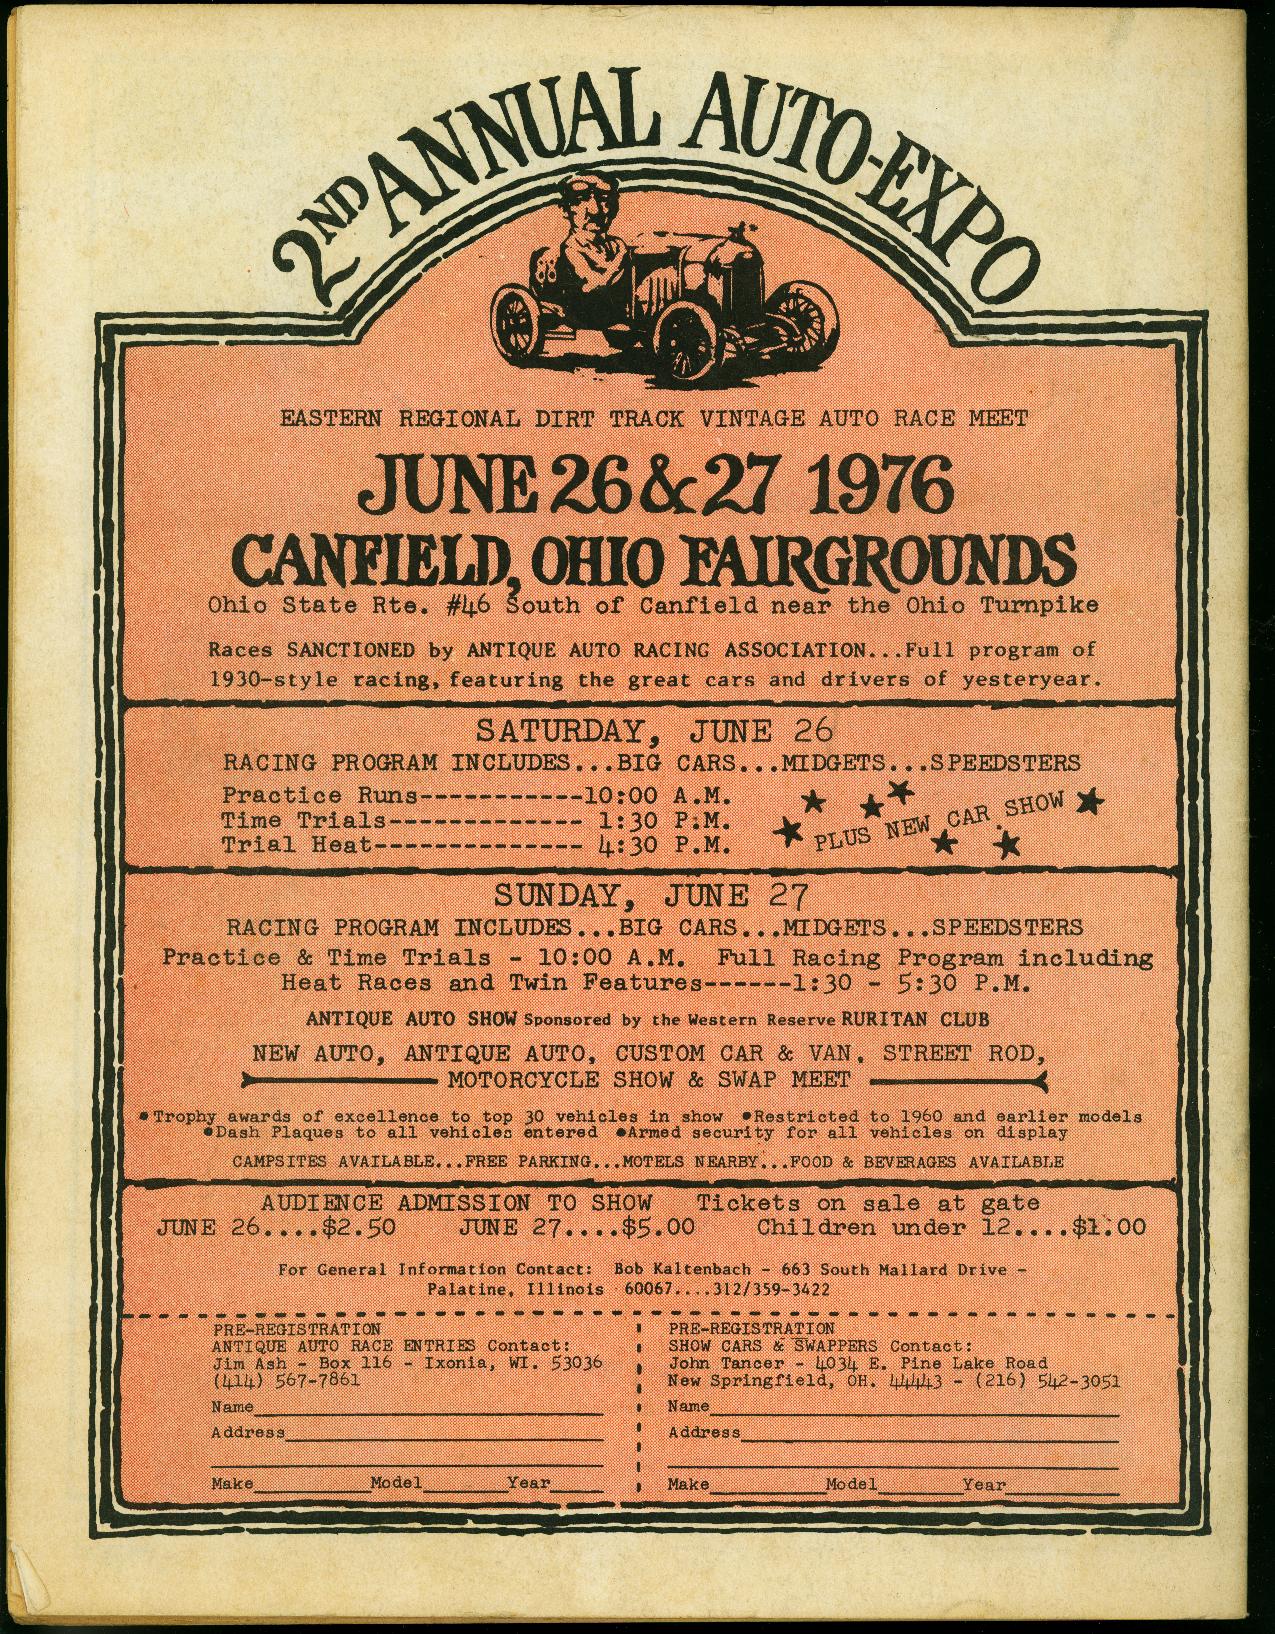 2ND ANNUAL AUTO-EXPO
EASTERN REGIONAL DIRT TRACK VINTAGE AUTO RACE MEET
JUNE 26 & 27 1976
CANFIELD, OHIO FAIRGROUNDS
Ohio State Rte. #46 South of Canfield near the Ohio Turnpike
Races SANCTIONED by ANTIQUE AUTO RACING ASSOCIATION...Full program of
1930-style racing, featuring the great cars and drivers of yesteryear.
SATURDAY, JUNE 26
RACING PROGRAM INCLUDES...BIG CARS...MIDGETS...SPEEDSTERS
Practice Runs-----------10:00 A.M.
Time Trials------------- 1:30 P.M.
Trial Heat-------------- 4:30 P.M.
PLUS NEW CAR SHOW
SUNDAY, JUNE 27
RACING PROGRAM INCLUDES...BIG CARS...MIDGETS...SPEEDSTERS
Practice & Time Trials - 10:00 A.M. Full Racing Program including
Heat Races and Twin Features------1:30 - 5:30 P.M.
ANTIQUE AUTO SHOW Sponsored by the Western Reserve RURITAN CLUB
NEW AUTO, ANTIQUE AUTO, CUSTOM CAR & VAN, STREET ROD,
MOTORCYCLE SHOW & SWAP MEET
•Trophy awards of excellence to top 30 vehicles in show •Restricted to 1960 and earlier models
•Dash Plaques to all vehicles entered •Armed security for all vehicles on display
CAMPSITES AVAILABLE...FREE PARKING...MOTELS NEARBY...FOOD & BEVERAGES AVAILABLE
AUDIENCE ADMISSION TO SHOW Tickets on sale at gate
JUNE 26....$2.50 JUNE 27....$5.00 Children under 12....$1.00
For General Information Contact: Bob Kaltenbach - 663 South Mallard Drive -
Palatine, Illinois 60067....312/359-3422
PRE-REGISTRATION
ANTIQUE AUTO RACE ENTRIES Contact:
Jim Ash - Box 116 - Ixonia, WI. 53036
(414) 567-7861
Name
Address
Make Model Year
PRE-REGISTRATION
SHOW CARS & SWAPPERS Contact:
John Tancer - 4034 E. Pine Lake Road
New Springfield, OH. 44443 - (216) 542-3051
Name
Address
Make Model Year